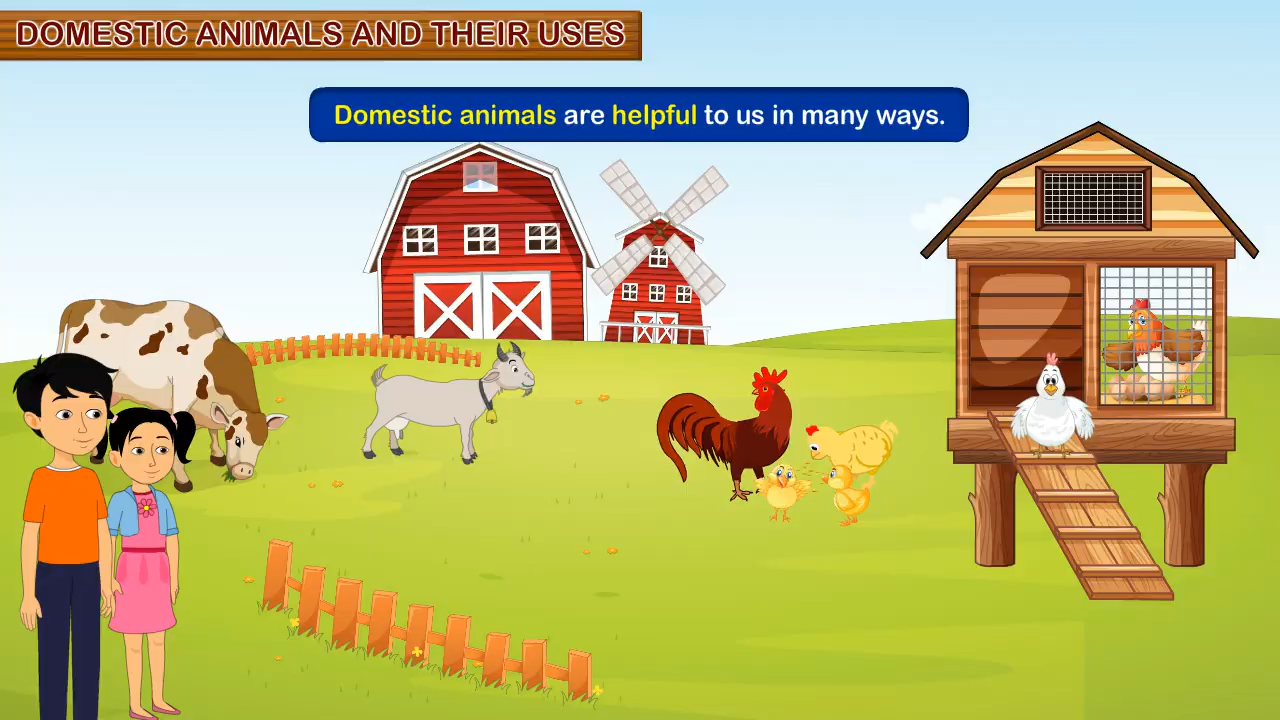 DOMESTIC ANIMALS AND THEIR USES
Domestic animals are helpful to us in many ways.